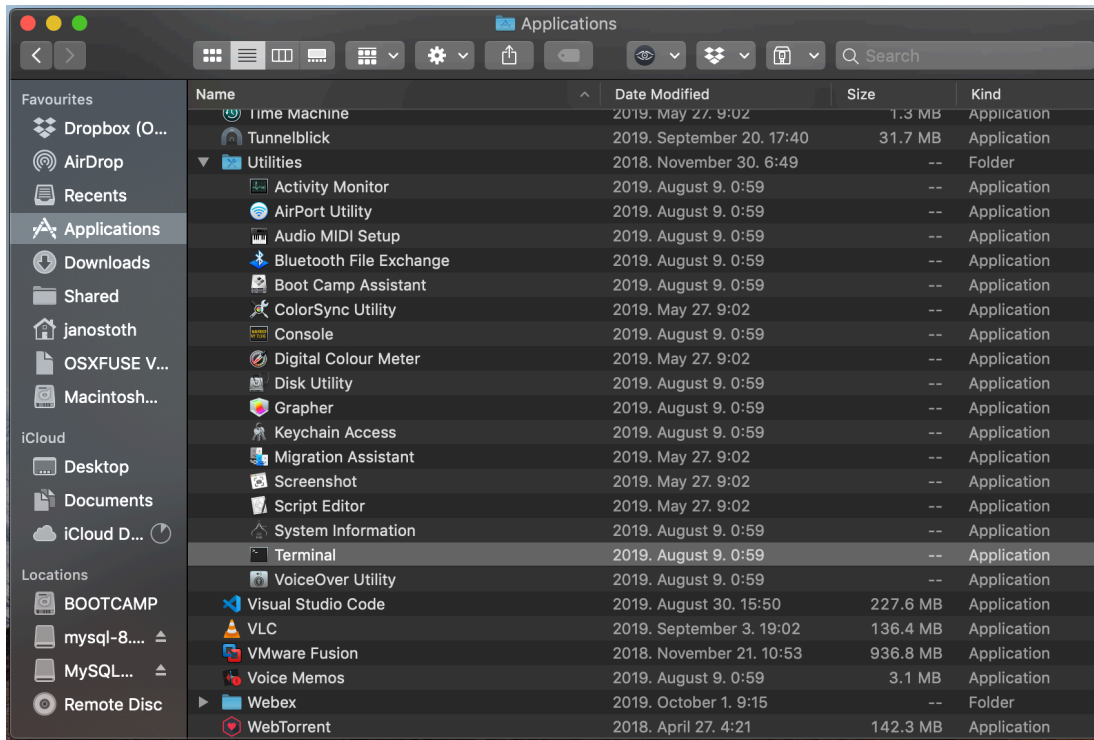 Applications
Search
Favourites
Dropbox (O...
AirDrop
Recents
Applications
Downloads
Shared
janostoth
OSXFUSE V...
Macintosh...
iCloud
Desktop
Documents
iCloud D...
Locations
BOOTCAMP
mysql-8....
MySQL...
Remote Disc
Name Date Modified Size Kind
Time Machine 2019. May 27. 9:02 1.3 MB Application
Tunnelblick 2019. September 20. 17:40 31.7 MB Application
Utilities 2018. November 30. 6:49 -- Folder
Activity Monitor 2019. August 9. 0:59 -- Application
AirPort Utility 2019. August 9. 0:59 -- Application
Audio MIDI Setup 2019. August 9. 0:59 -- Application
Bluetooth File Exchange 2019. August 9. 0:59 -- Application
Boot Camp Assistant 2019. August 9. 0:59 -- Application
ColorSync Utility 2019. May 27. 9:02 -- Application
Console 2019. August 9. 0:59 -- Application
Digital Colour Meter 2019. May 27. 9:02 -- Application
Disk Utility 2019. August 9. 0:59 -- Application
Grapher 2019. August 9. 0:59 -- Application
Keychain Access 2019. August 9. 0:59 -- Application
Migration Assistant 2019. May 27. 9:02 -- Application
Screenshot 2019. May 27. 9:02 -- Application
Script Editor 2019. May 27. 9:02 -- Application
System Information 2019. August 9. 0:59 -- Application
Terminal 2019. August 9. 0:59 -- Application
VoiceOver Utility 2019. August 9. 0:59 -- Application
Visual Studio Code 2019. August 30. 15:50 227.6 MB Application
VLC 2019. September 3. 19:02 136.4 MB Application
VMware Fusion 2018. November 21. 10:53 936.8 MB Application
Voice Memos 2019. August 9. 0:59 3.1 MB Application
Webex 2019. October 1. 9:15 -- Folder
WebTorrent 2018. April 27. 4:21 142.3 MB Application